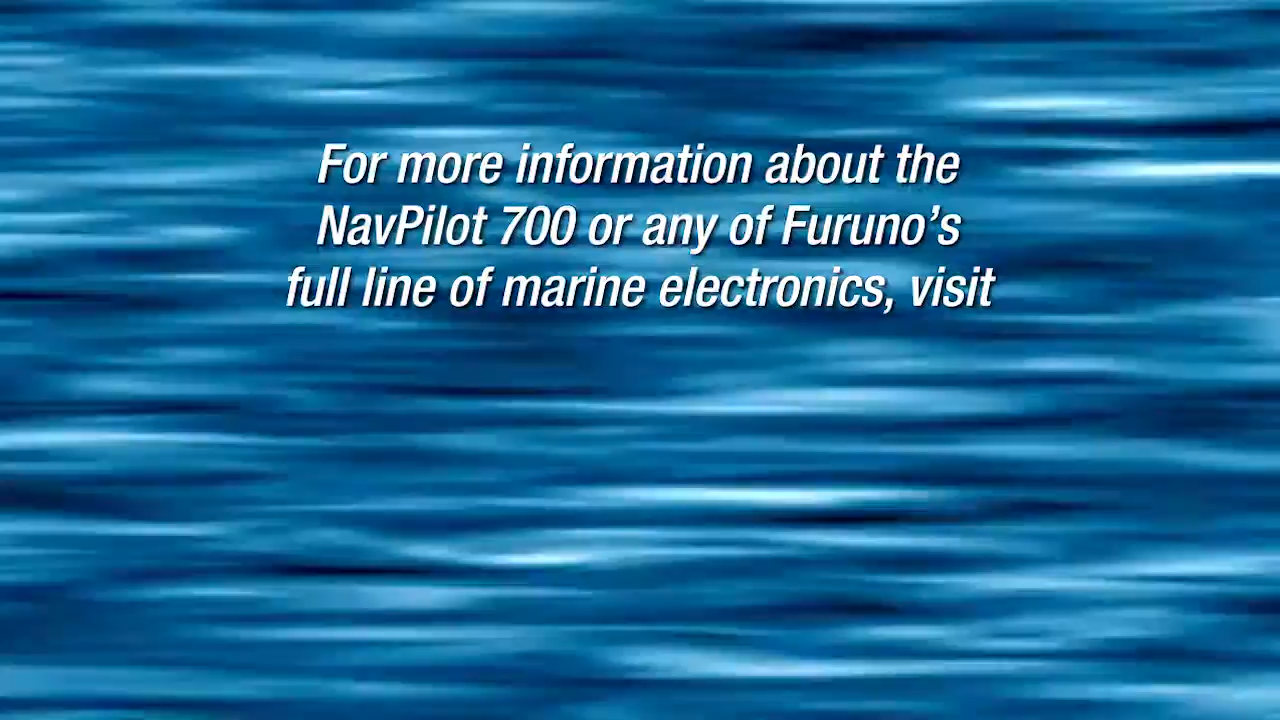 For more information about the
NavPilot 700 or any of Furuno’s
full line of marine electronics, visit